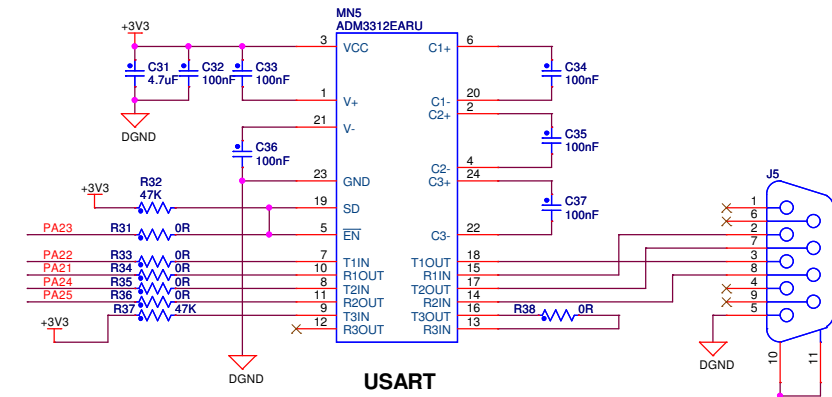 MN5
ADM3312EARU
+3V3
3 VCC C1+ 6
C31 C32 C33 C34
4.7uF 100nF 100nF 100nF
1 V+ C1- 20
C2+ 2
DGND
21 V-
C36 C35
100nF 100nF
C2- 4
23 GND C3+ 24
R32
47K
+3V3
19 SD
C37
100nF
J5
PA23 R31 0R 5 EN C3- 22
PA22 R33 0R 7 T1IN T1OUT 18
PA21 R34 0R 10 R1OUT R1IN 15
PA24 R35 0R 8 T2IN T2OUT 17
PA25 R36 0R 11 R2OUT R2IN 14
R37 47K 9 T3IN T3OUT 16 R38 0R
+3V3
12 R3OUT R3IN 13
1
6
2
7
3
8
4
9
5
10 11
DGND
DGND
USART